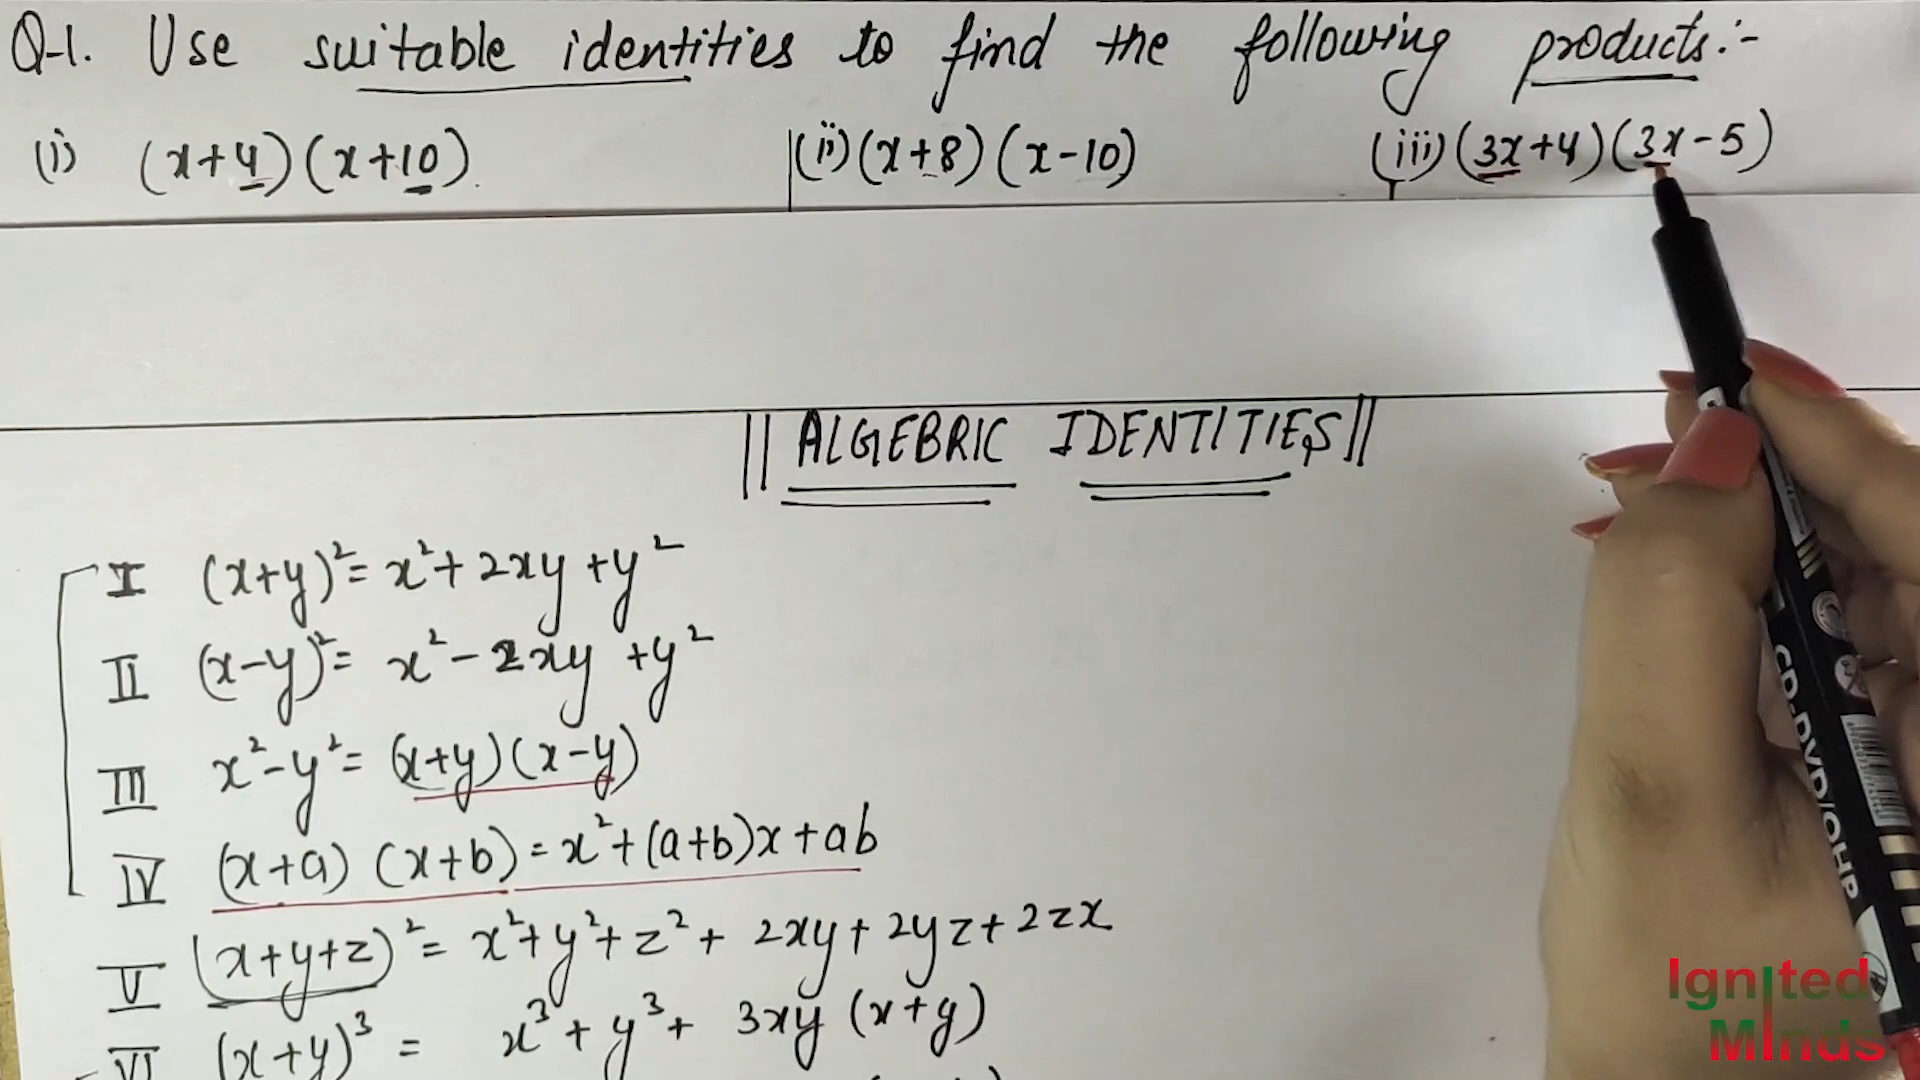 Q-1. Use suitable identities to find the following products:-
(i) (x+4)(x+10). (ii) (x+8)(x-10) (iii) (3x+4)(3x-5)
|| ALGEBRIC IDENTITIES ||
I (x+y)²= x²+2xy+y²
II (x-y)²= x²-2xy+y²
III x²-y²= (x+y)(x-y)
IV (x+a) (x+b)=x²+(a+b)x+ab
V (x+y+z)²= x²+y²+z²+ 2xy+2yz+2zx
VI (x+y)³ = x³+y³+ 3xy (x+y)
CD-DVD/OHP
Ignited
Minds